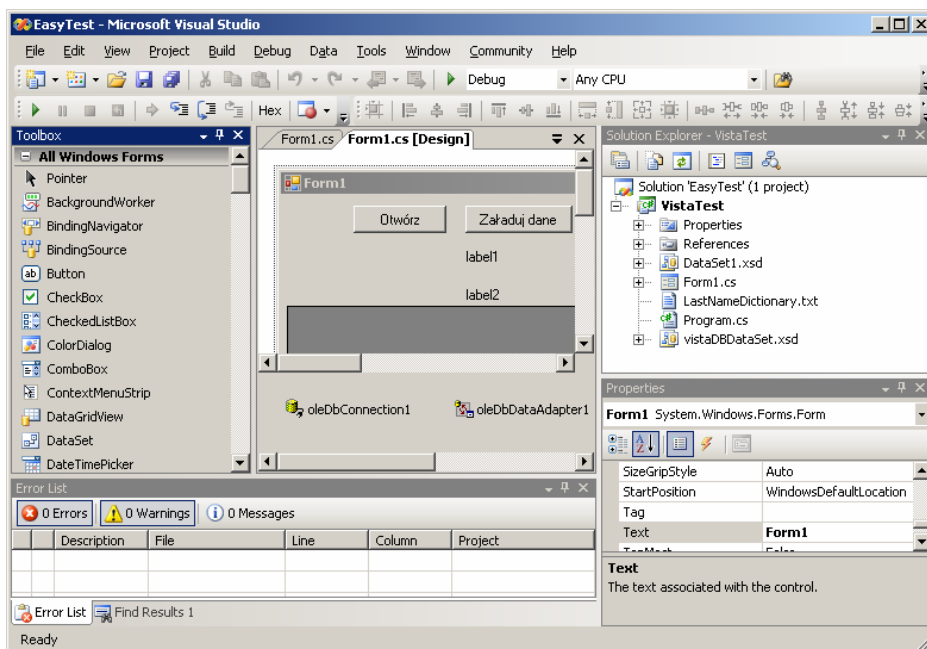 EasyTest - Microsoft Visual Studio
File Edit View Project Build Debug Data Tools Window Community Help
Debug Any CPU
Hex
Toolbox
All Windows Forms
Pointer
BackgroundWorker
BindingNavigator
BindingSource
Button
CheckBox
CheckedListBox
ColorDialog
ComboBox
ContextMenuStrip
DataGridView
DataSet
DateTimePicker
Form1.cs Form1.cs [Design]
Form1
Otwórz Załaduj dane
label1
label2
oleDbConnection1 oleDbDataAdapter1
Solution Explorer - VistaTest
Solution 'EasyTest' (1 project)
VistaTest
Properties
References
DataSet1.xsd
Form1.cs
LastNameDictionary.txt
Program.cs
vistaDBDataSet.xsd
Properties
Form1 System.Windows.Forms.Form
SizeGripStyle Auto
StartPosition WindowsDefaultLocation
Tag
Text Form1
TopMost False
Text
The text associated with the control.
Error List
0 Errors 0 Warnings 0 Messages
Description File Line Column Project
Error List Find Results 1
Ready